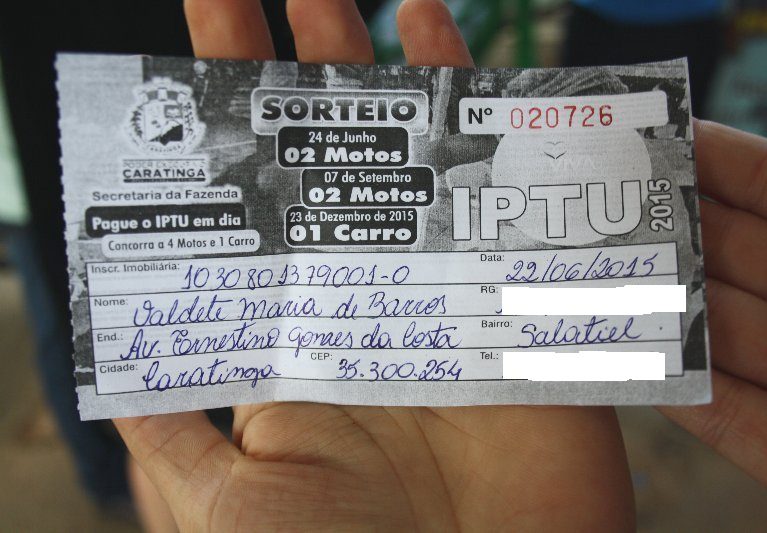 PODER EXECUTIVO
CARATINGA
Secretaria da Fazenda
Pague o IPTU em dia
Concorra a 4 Motos e 1 Carro
SORTEIO
24 de Junho
02 Motos
07 de Setembro
02 Motos
23 de Dezembro de 2015
01 Carro
Nº 020726
IPTU 2015
Inscr. Imobiliária: 1030801379001-0 Data: 22/06/2015
Nome: Valdete Maria de Barros RG:
End.: Av. Ernestino Gomes da Costa Bairro: Salatiel.
Cidade: Caratinga CEP: 35.300.254 Tel.: